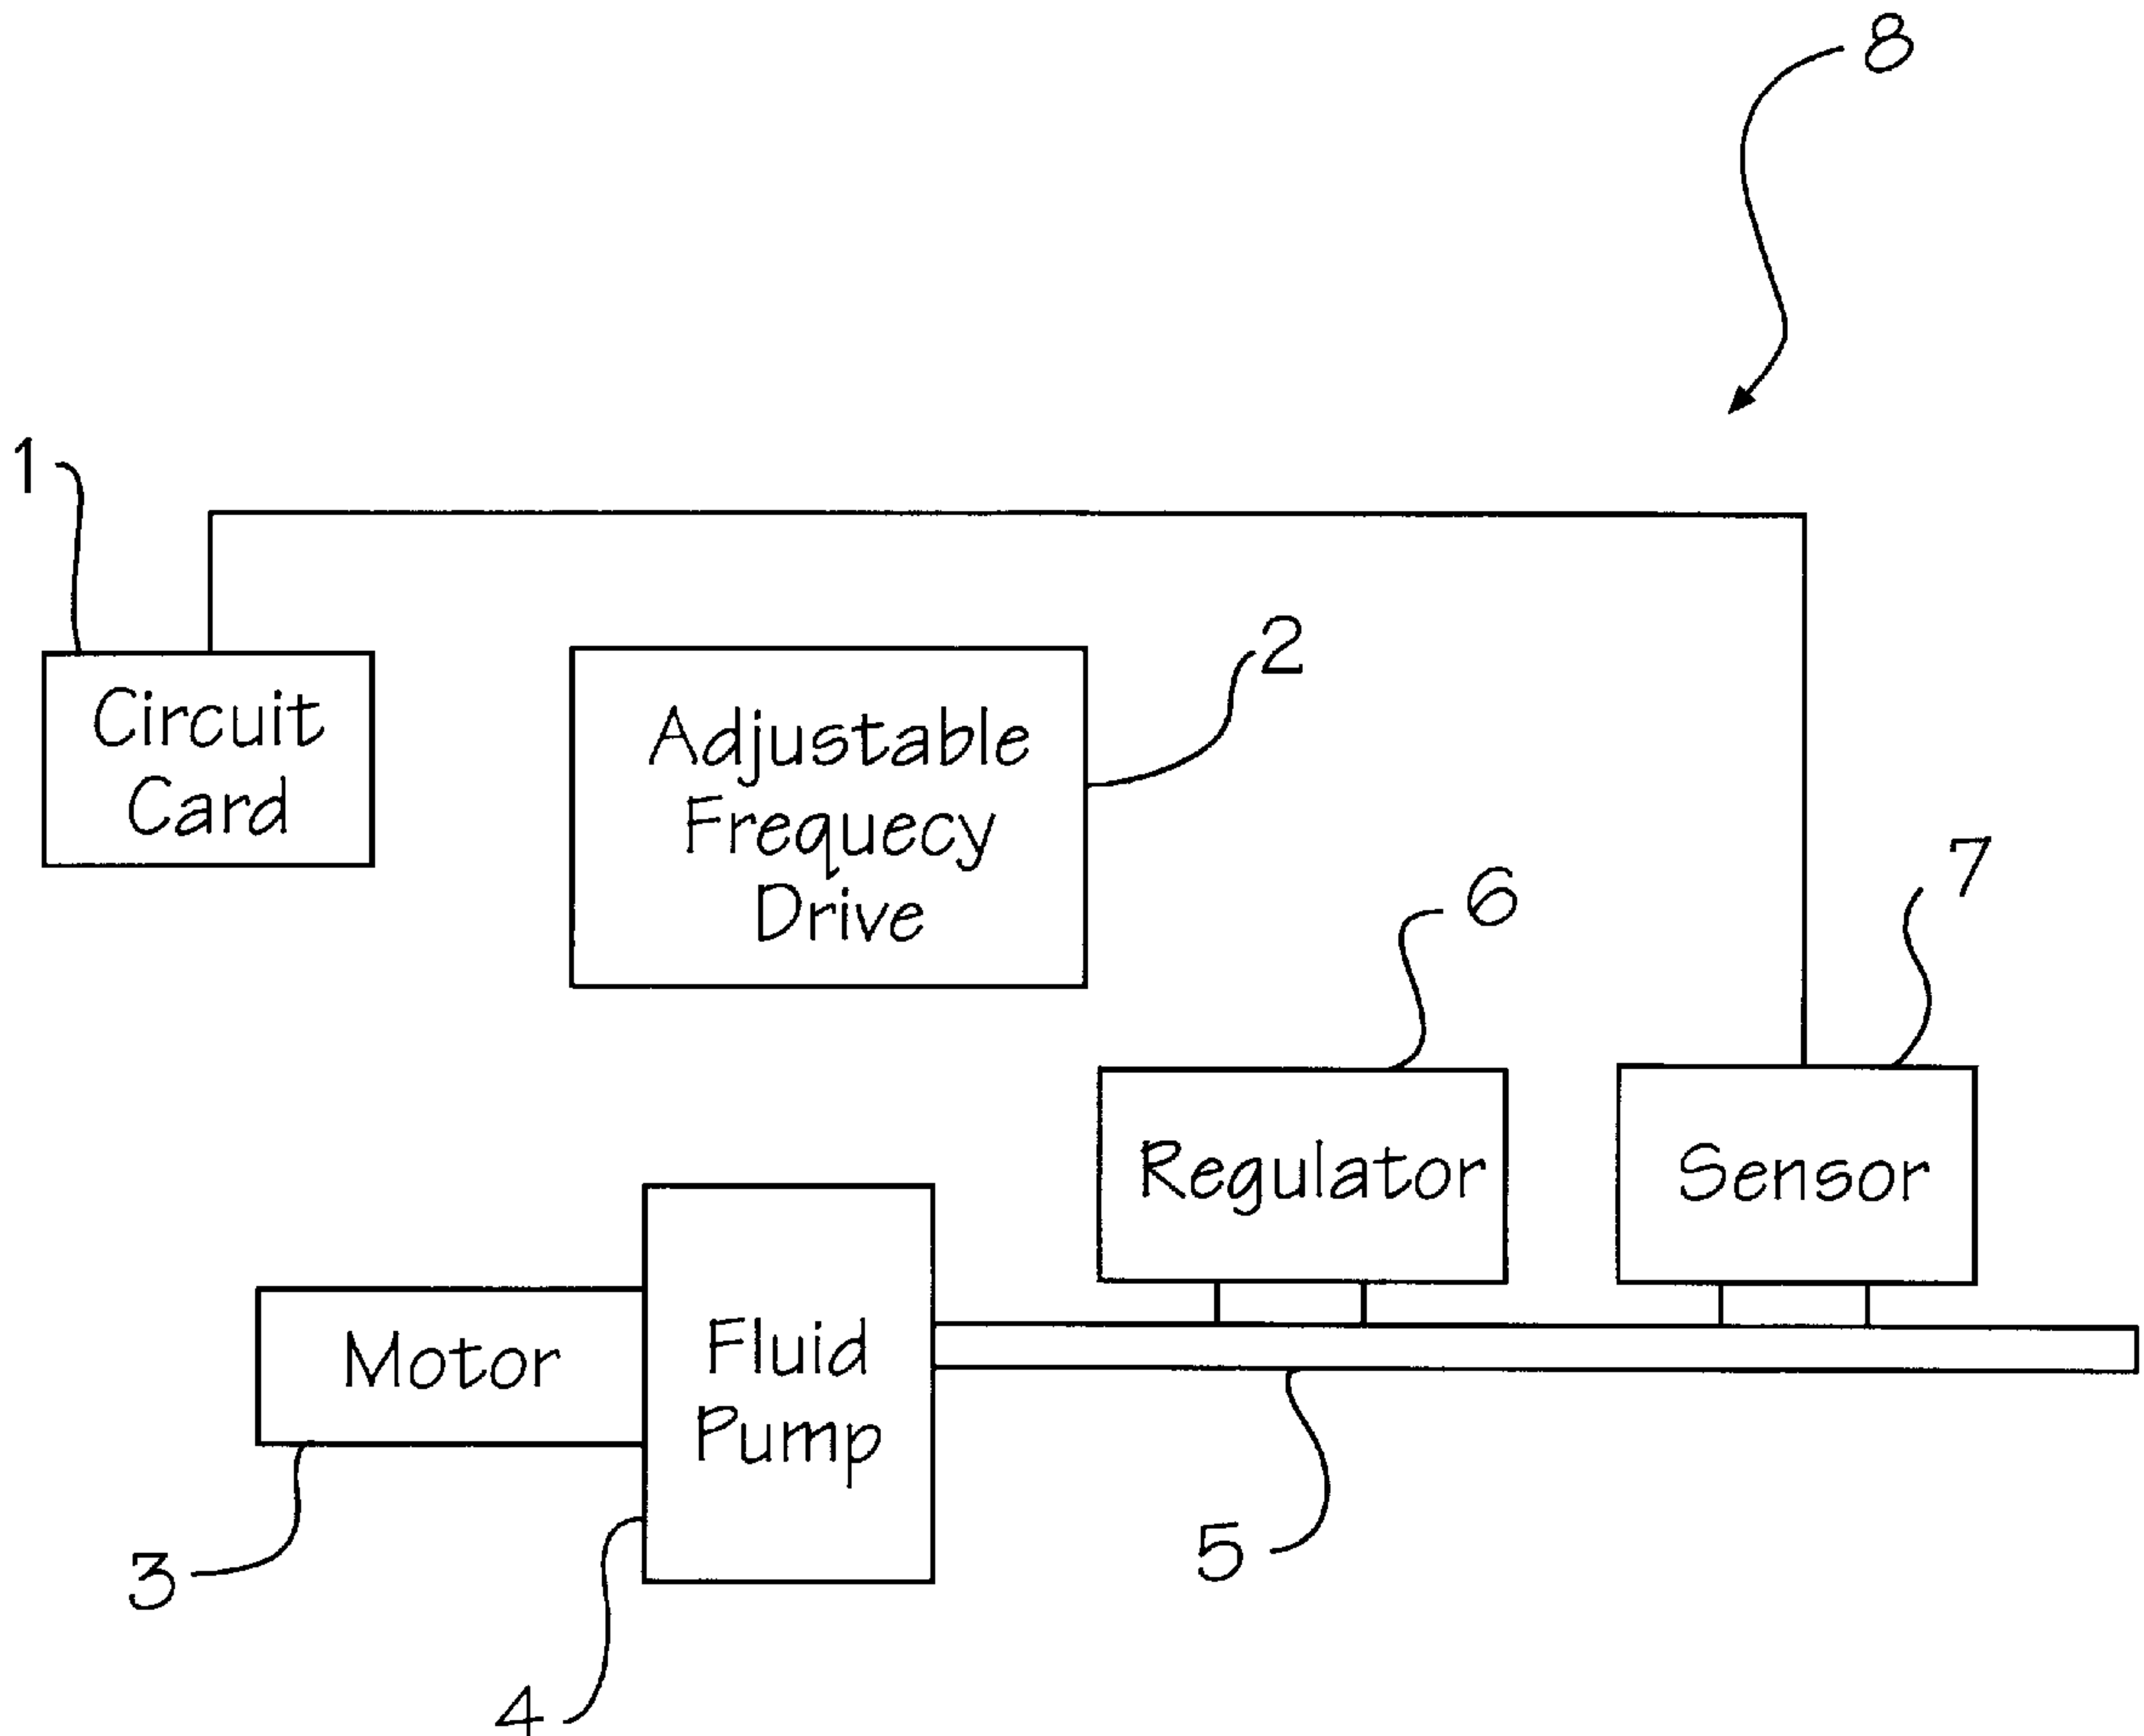 8
1
Circuit
Card
2
Adjustable
Frequecy
Drive
6
7
Regulator
Sensor
Motor
Fluid
Pump
3
4
5